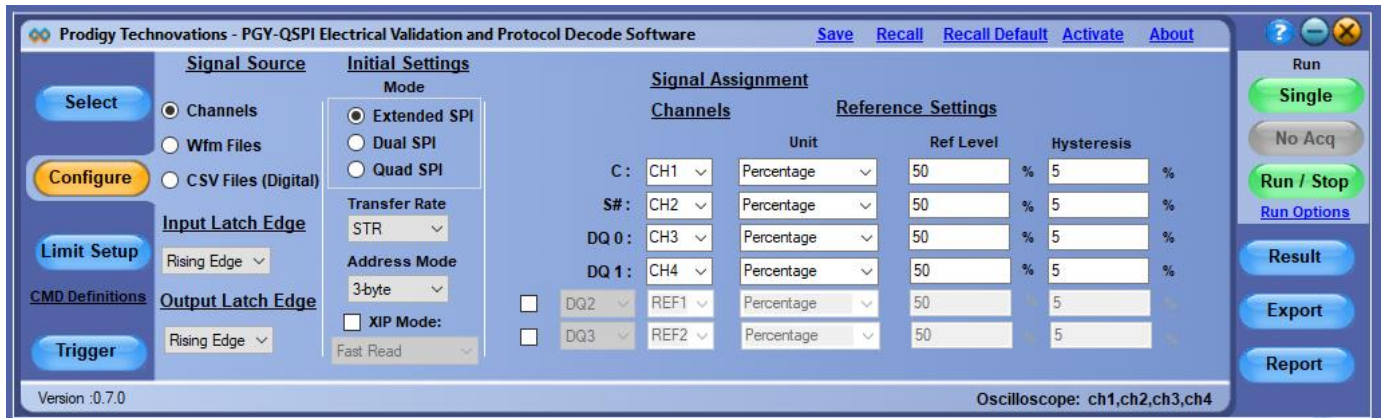 Prodigy Technovations - PGY-QSPI Electrical Validation and Protocol Decode Software Save Recall Recall Default Activate About ?
Select
Configure
Limit Setup
CMD Definitions
Trigger
Signal Source
Channels
Wfm Files
CSV Files (Digital)
Input Latch Edge
Rising Edge
Output Latch Edge
Rising Edge
Initial Settings
Mode
Extended SPI
Dual SPI
Quad SPI
Transfer Rate
STR
Address Mode
3-byte
XIP Mode:
Fast Read
Signal Assignment
Channels Reference Settings
Unit Ref Level Hysteresis
C : CH1 Percentage 50 % 5 %
S# : CH2 Percentage 50 % 5 %
DQ 0 : CH3 Percentage 50 % 5 %
DQ 1 : CH4 Percentage 50 % 5 %
DQ2 REF1 Percentage 50 % 5 %
DQ3 REF2 Percentage 50 % 5 %
Run
Single
No Acq
Run / Stop
Run Options
Result
Export
Report
Version :0.7.0 Oscilloscope: ch1,ch2,ch3,ch4